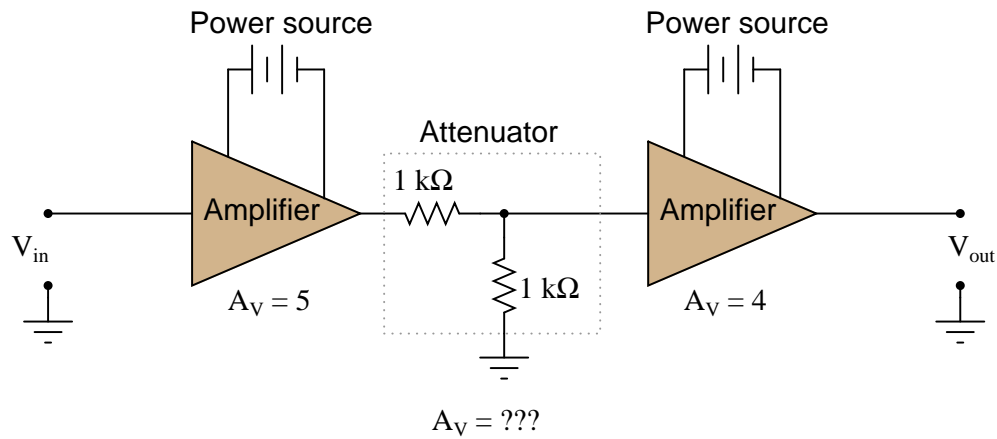 Power source
Power source
Attenuator
1 kΩ
Amplifier
Amplifier
V_in
V_out
1 kΩ
A_V = 5
A_V = 4
A_V = ???